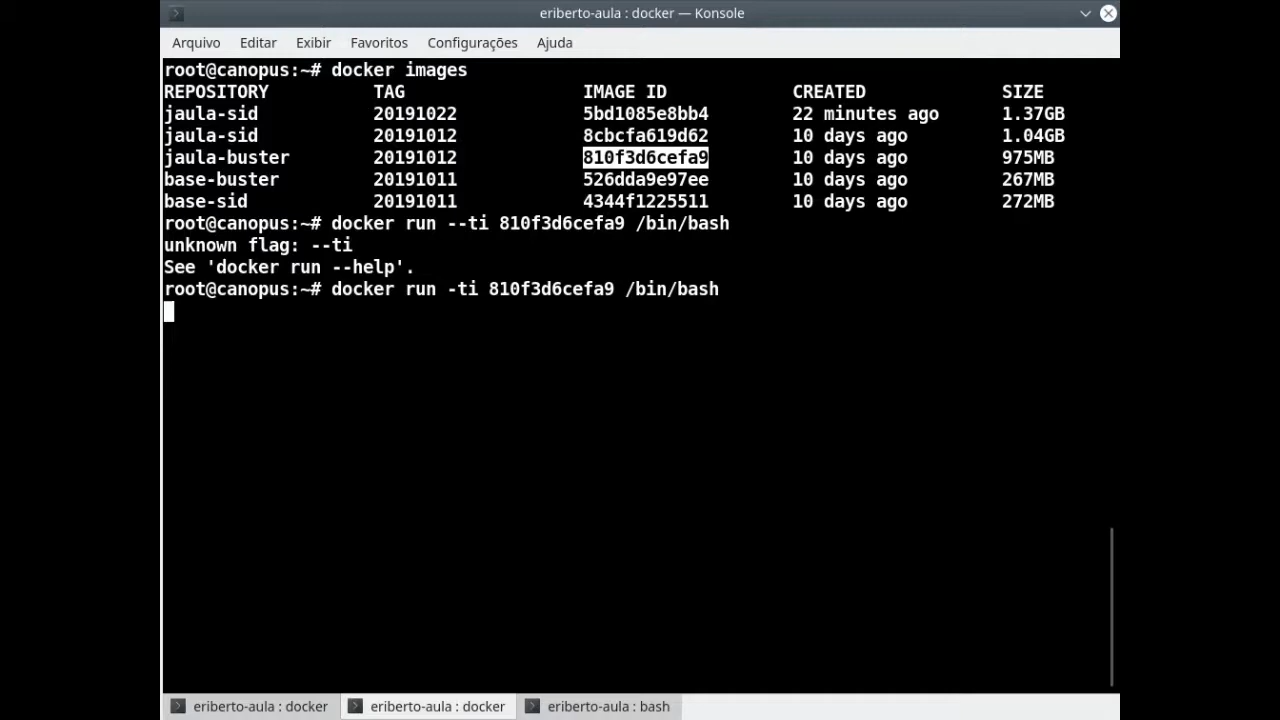 eriberto-aula : docker — Konsole
Arquivo Editar Exibir Favoritos Configurações Ajuda
root@canopus:~# docker images
REPOSITORY TAG IMAGE ID CREATED SIZE
jaula-sid 20191022 5bd1085e8bb4 22 minutes ago 1.37GB
jaula-sid 20191012 8cbcfa619d62 10 days ago 1.04GB
jaula-buster 20191012 810f3d6cefa9 10 days ago 975MB
base-buster 20191011 526dda9e97ee 10 days ago 267MB
base-sid 20191011 4344f1225511 10 days ago 272MB
root@canopus:~# docker run --ti 810f3d6cefa9 /bin/bash
unknown flag: --ti
See 'docker run --help'.
root@canopus:~# docker run -ti 810f3d6cefa9 /bin/bash
eriberto-aula : docker eriberto-aula : docker eriberto-aula : bash